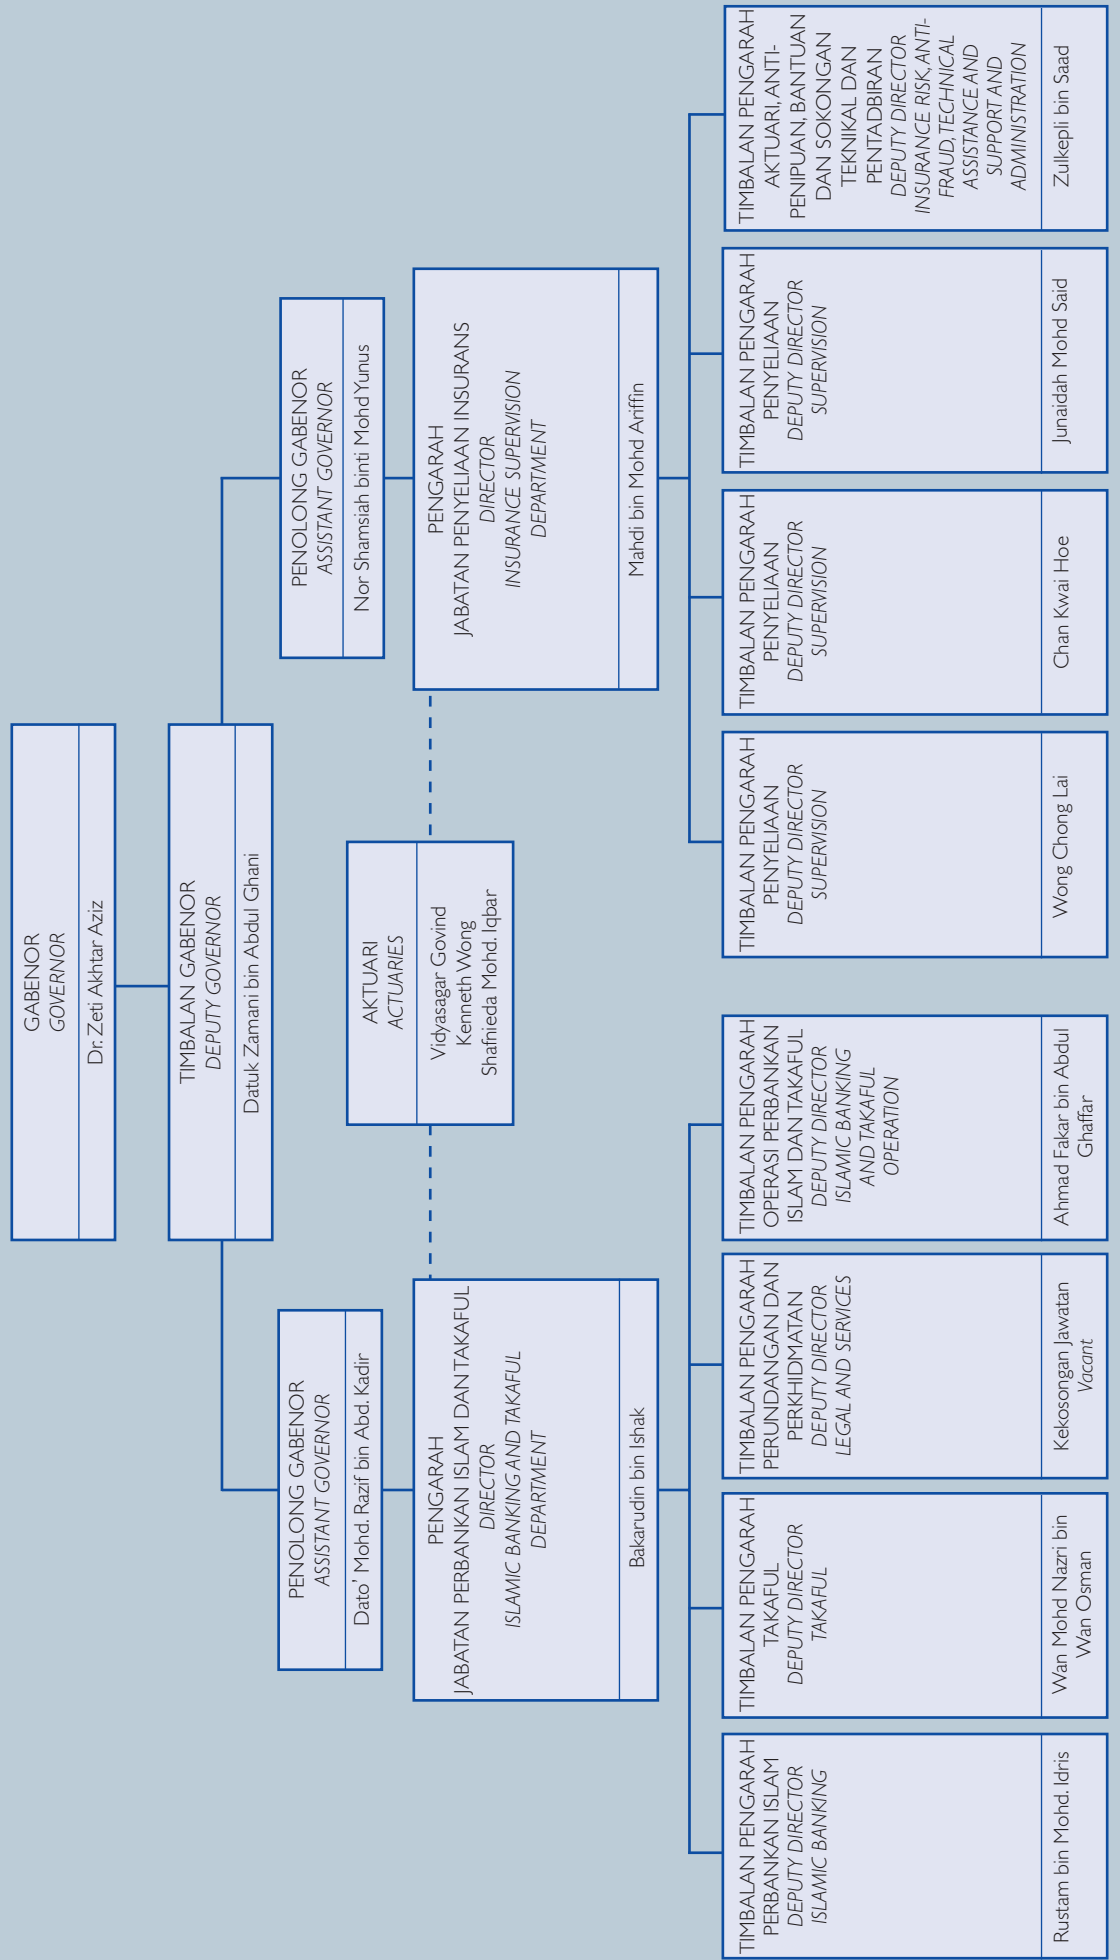 GABENOR
GOVERNOR
Dr. Zeti Akhtar Aziz
TIMBALAN GABENOR
DEPUTY GOVERNOR
Datuk Zamani bin Abdul Ghani
PENOLONG GABENOR
ASSISTANT GOVERNOR
Dato' Mohd. Razif bin Abd. Kadir
PENOLONG GABENOR
ASSISTANT GOVERNOR
Nor Shamsiah binti Mohd Yunus
AKTUARI
ACTUARIES
Vidyasagar Govind
Kenneth Wong
Shafnieda Mohd. Iqbar
PENGARAH
JABATAN PERBANKAN ISLAM DAN TAKAFUL
DIRECTOR
ISLAMIC BANKING AND TAKAFUL
DEPARTMENT
Bakarudin bin Ishak
PENGARAH
JABATAN PENYELIAAN INSURANS
DIRECTOR
INSURANCE SUPERVISION
DEPARTMENT
Mahdi bin Mohd Ariffin
TIMBALAN PENGARAH
PERBANKAN ISLAM
DEPUTY DIRECTOR
ISLAMIC BANKING
Rustam bin Mohd. Idris
TIMBALAN PENGARAH
TAKAFUL
DEPUTY DIRECTOR
TAKAFUL
Wan Mohd Nazri bin
Wan Osman
TIMBALAN PENGARAH
PERUNDANGAN DAN
PERKHIDMATAN
DEPUTY DIRECTOR
LEGAL AND SERVICES
Kekosongan Jawatan
Vacant
TIMBALAN PENGARAH
OPERASI PERBANKAN
ISLAM DAN TAKAFUL
DEPUTY DIRECTOR
ISLAMIC BANKING
AND TAKAFUL
OPERATION
Ahmad Fakar bin Abdul
Ghaffar
TIMBALAN PENGARAH
PENYELIAAN
DEPUTY DIRECTOR
SUPERVISION
Wong Chong Lai
TIMBALAN PENGARAH
PENYELIAAN
DEPUTY DIRECTOR
SUPERVISION
Chan Kwai Hoe
TIMBALAN PENGARAH
PENYELIAAN
DEPUTY DIRECTOR
SUPERVISION
Junaidah Mohd Said
TIMBALAN PENGARAH
AKTUARI, ANTI-
PENIPUAN, BANTUAN
DAN SOKONGAN
TEKNIKAL DAN
PENTADBIRAN
DEPUTY DIRECTOR
INSURANCE RISK, ANTI-
FRAUD, TECHNICAL
ASSISTANCE AND
SUPPORT AND
ADMINISTRATION
Zulkepli bin Saad